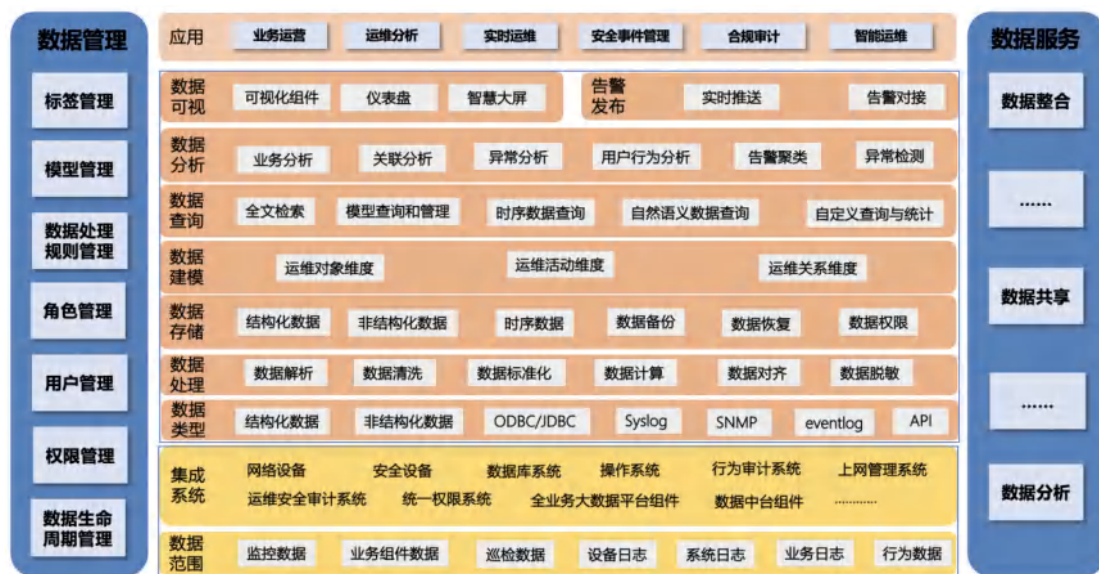 数据管理
标签管理
模型管理
数据处理
规则管理
角色管理
用户管理
权限管理
数据生命
周期管理
应用 业务运营 运维分析 实时运维 安全事件管理 合规审计 智能运维
数据
可视
可视化组件 仪表盘 智慧大屏
告警
发布
实时推送 告警对接
数据
分析
业务分析 关联分析 异常分析 用户行为分析 告警聚类 异常检测
数据
查询
全文检索 模型查询和管理 时序数据查询 自然语义数据查询 自定义查询与统计
数据
建模
运维对象维度 运维活动维度 运维关系维度
数据
存储
结构化数据 非结构化数据 时序数据 数据备份 数据恢复 数据权限
数据
处理
数据解析 数据清洗 数据标准化 数据计算 数据对齐 数据脱敏
数据
类型
结构化数据 非结构化数据 ODBC/JDBC Syslog SNMP eventlog API
集成
系统
网络设备 安全设备 数据库系统 操作系统 行为审计系统 上网管理系统
运维安全审计系统 统一权限系统 全业务大数据平台组件 数据中台组件 …………
数据
范围
监控数据 业务组件数据 巡检数据 设备日志 系统日志 业务日志 行为数据
数据服务
数据整合
……
数据共享
……
数据分析